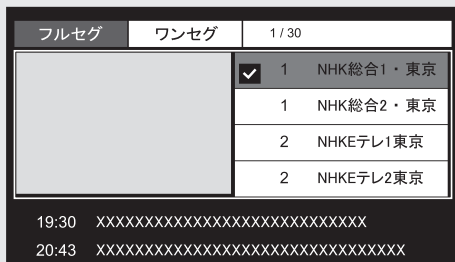 フルセグ ワンセグ 1 / 30
1 NHK総合1・東京
1 NHK総合2・東京
2 NHKEテレ1東京
2 NHKEテレ2東京
19:30 XXXXXXXXXXXXXXXXXXXXXXXXXXXX
20:43 XXXXXXXXXXXXXXXXXXXXXXXXXXXXXXXX